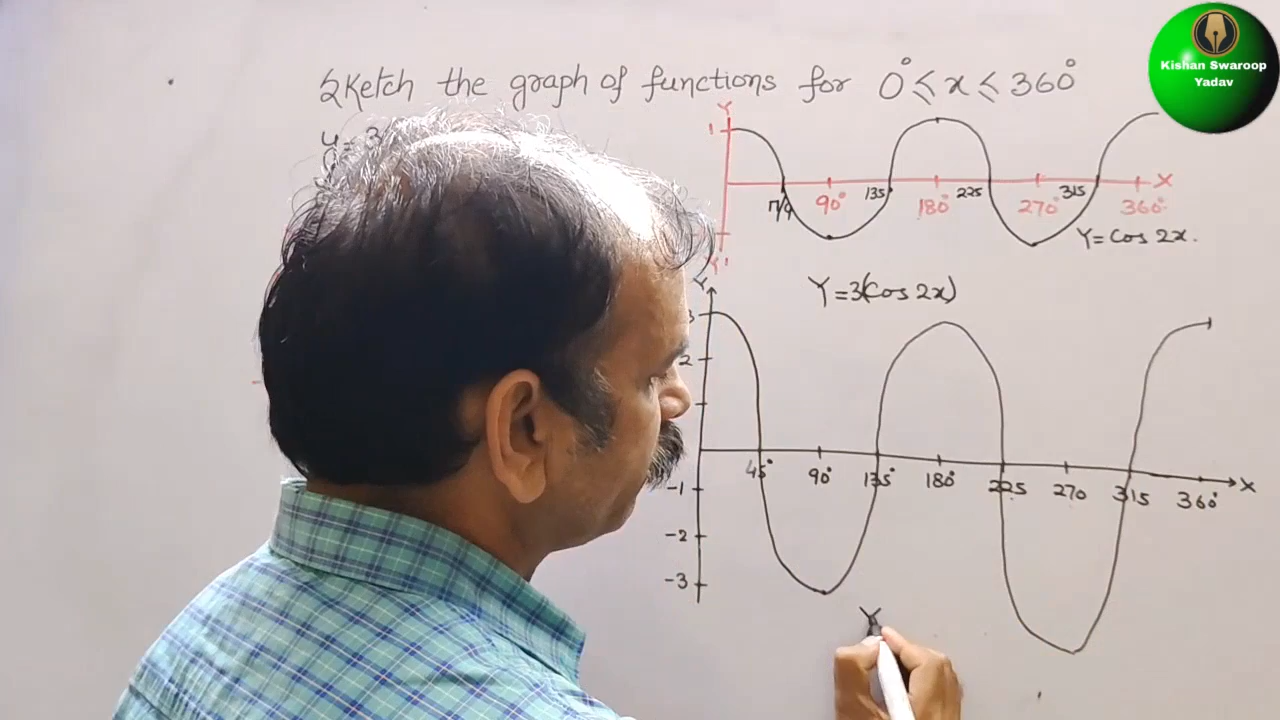 Kishan Swaroop
Yadav
Sketch the graph of functions for 0° ≤ x ≤ 360°
y = 3
Y
1
X
π/4 90° 135 180° 225 270° 315 360°
Y'
Y = cos 2x.
Y = 3(cos 2x)
Y
3
2
45° 90° 135° 180° 225 270 315 360° X
-1
-2
-3
Y